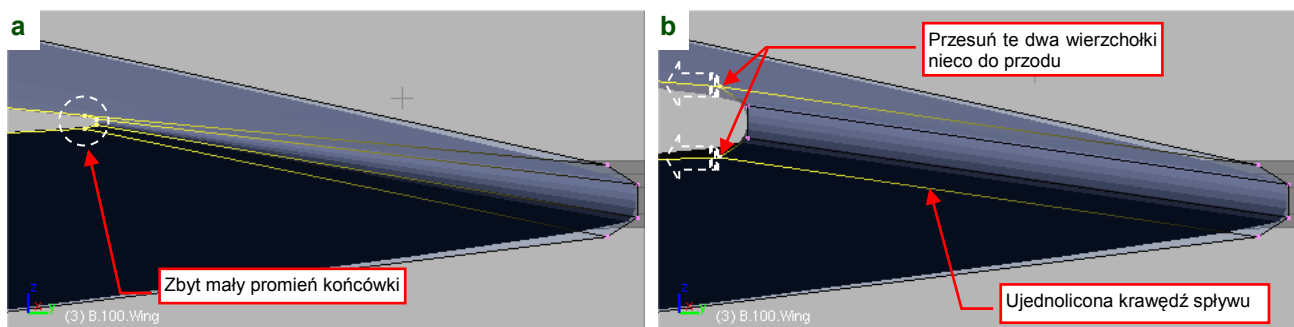 a
Zbyt mały promień końcówki
z
x
y
(3) B.100.Wing
b
Przesuń te dwa wierzchołki
nieco do przodu
Ujednolicona krawędź spływu
z
x
y
(3) B.100.Wing